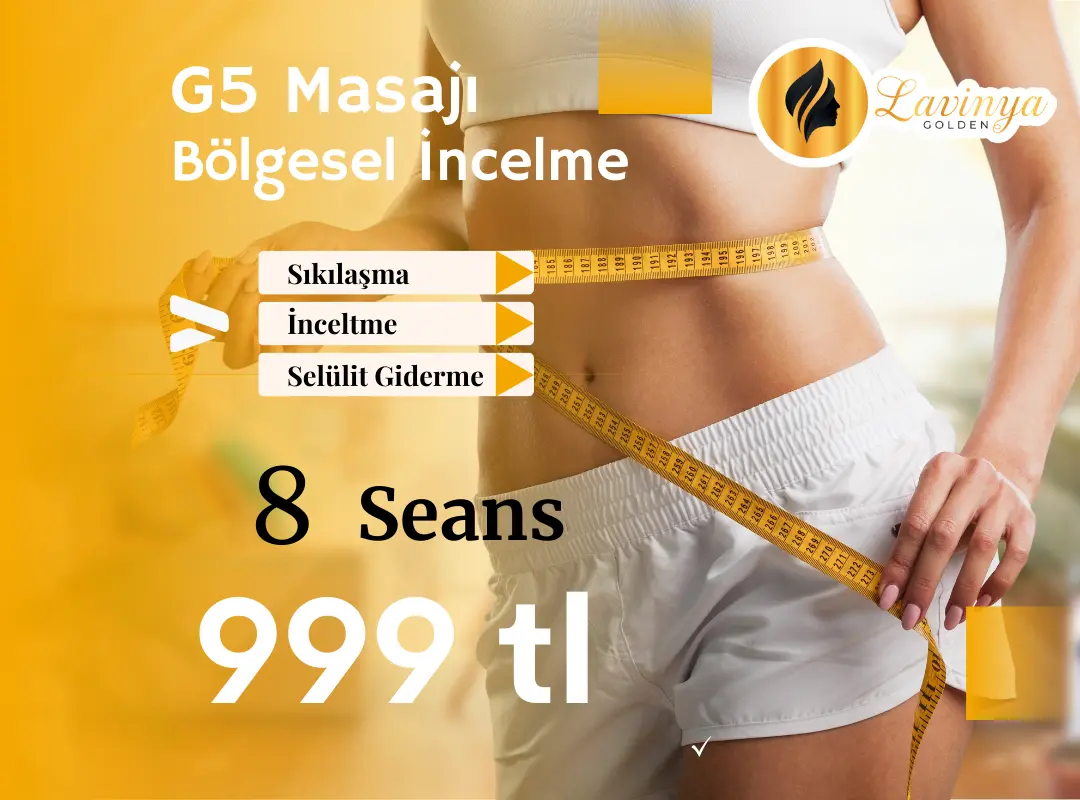 G5 Masajı
Bölgesel İncelme
Lavinya
GOLDEN
Sıkılaşma
İnceltme
Selülit Giderme
8 Seans
999 tl